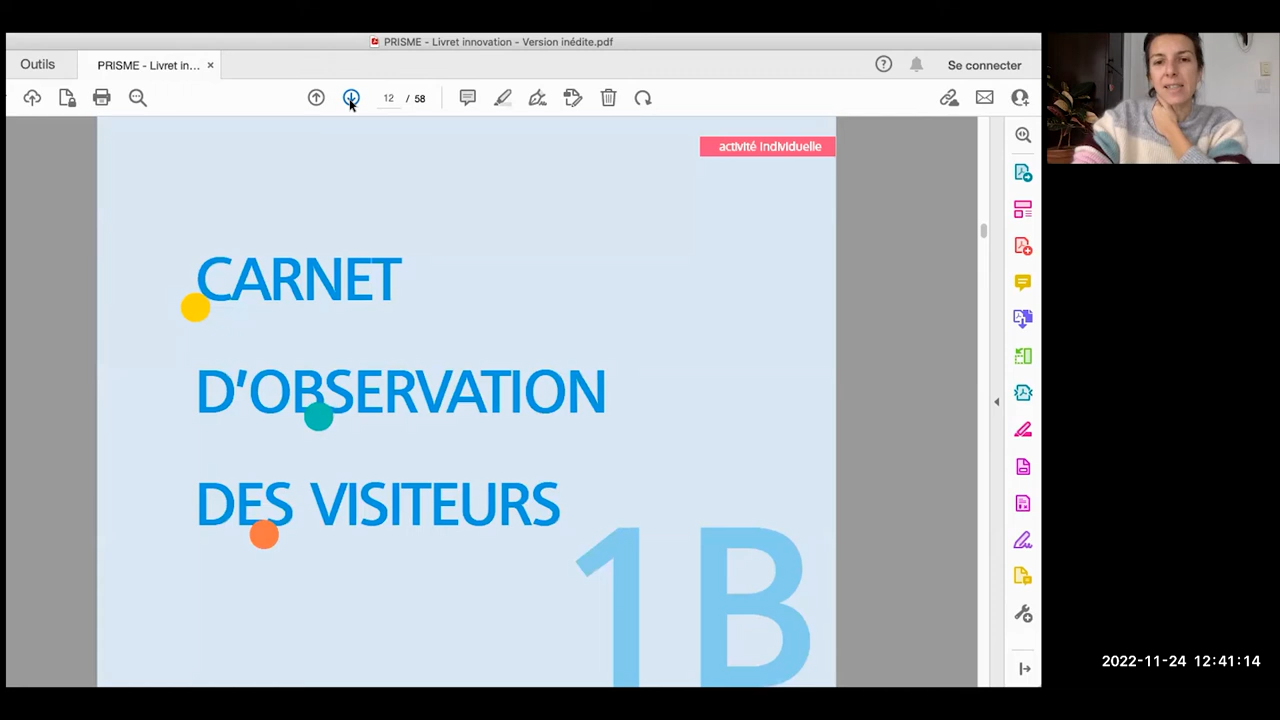 PRISME - Livret innovation - Version inédite.pdf
Outils
PRISME - Livret in... ×
Se connecter
12 / 58
activité individuelle
CARNET
D'OBSERVATION
DES VISITEURS
1B
2022-11-24 12:41:14